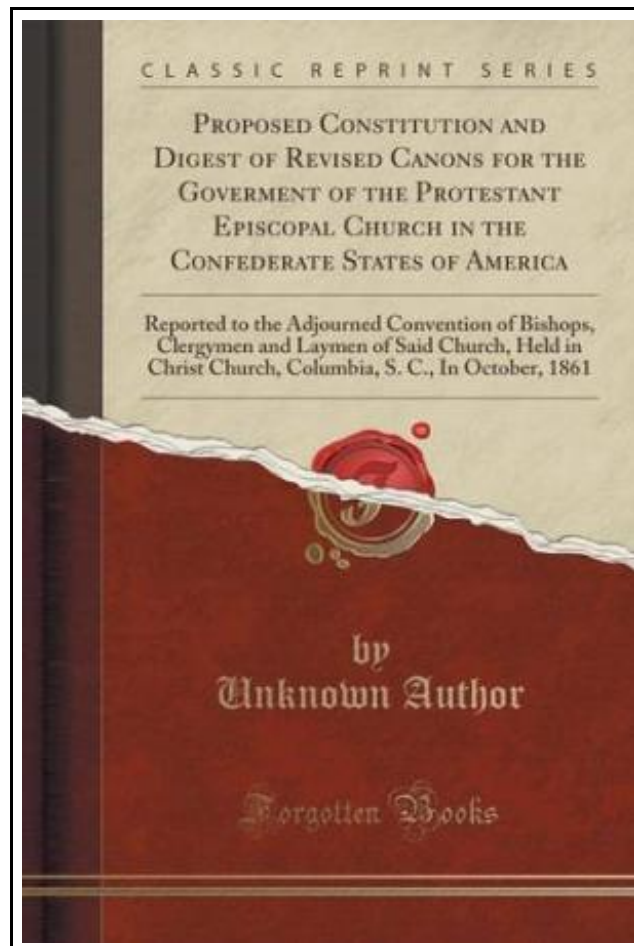 CLASSIC REPRINT SERIES
PROPOSED CONSTITUTION AND
DIGEST OF REVISED CANONS FOR THE
GOVERMENT OF THE PROTESTANT
EPISCOPAL CHURCH IN THE
CONFEDERATE STATES OF AMERICA
Reported to the Adjourned Convention of Bishops,
Clergymen and Laymen of Said Church, Held in
Christ Church, Columbia, S. C., In October, 1861
by
Unknown Author
Forgotten Books